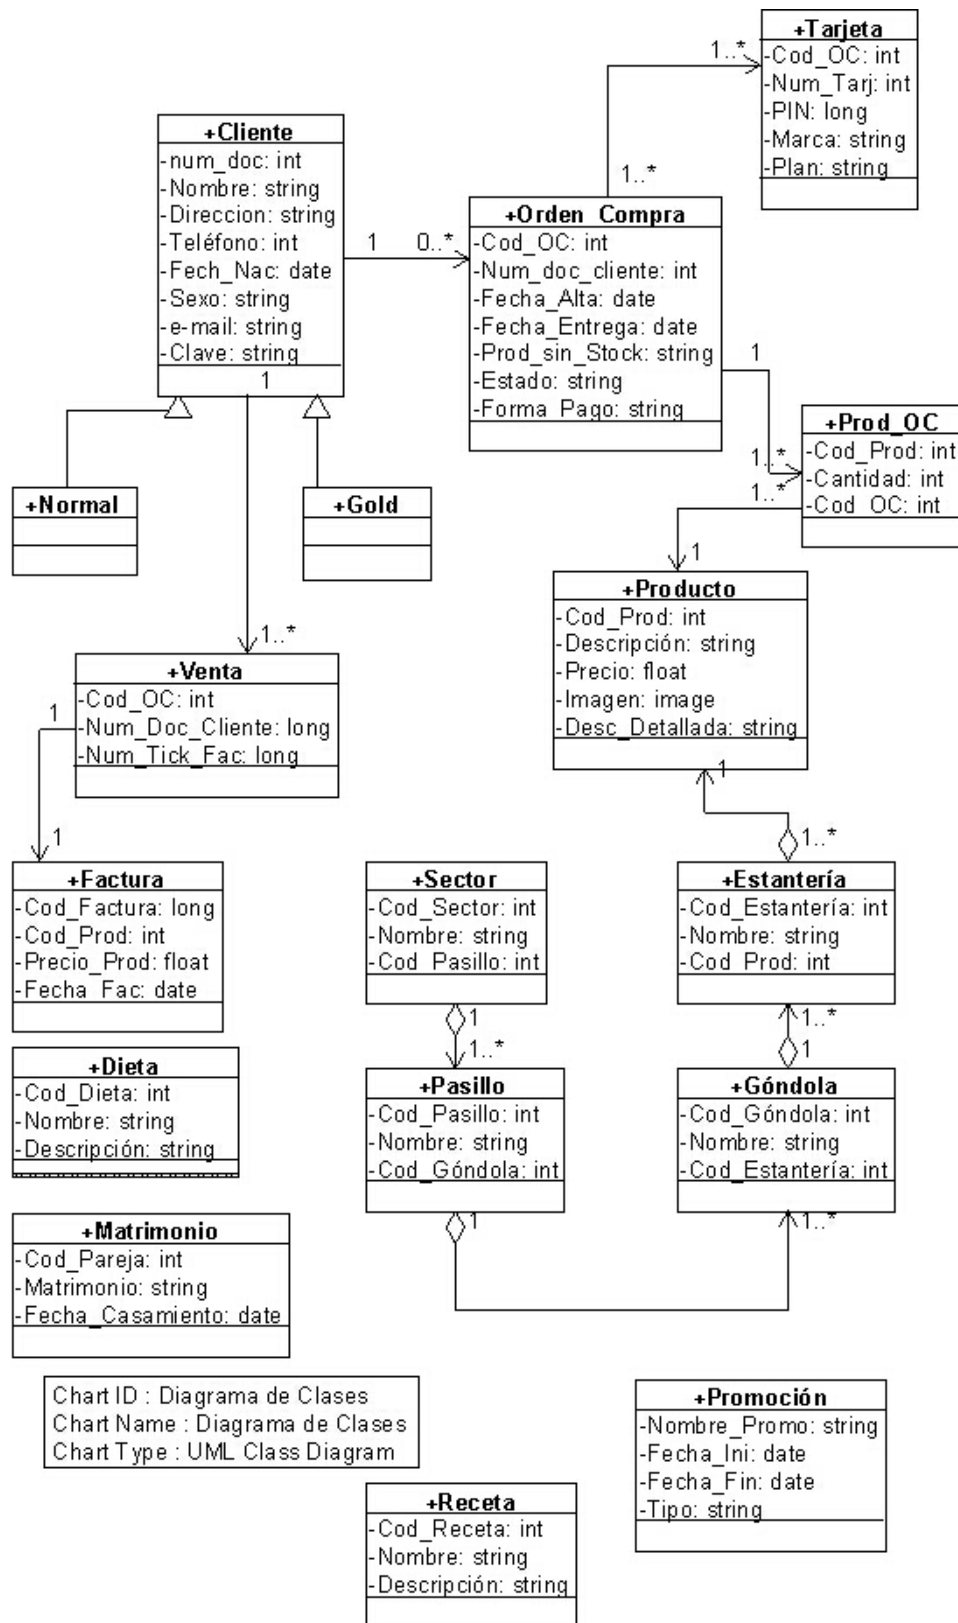 +Tarjeta
-Cod_OC: int
-Num_Tarj: int
-PIN: long
-Marca: string
-Plan: string
1..*
1..*
+Cliente
-num_doc: int
-Nombre: string
-Direccion: string
-Teléfono: int
-Fech_Nac: date
-Sexo: string
-e-mail: string
-Clave: string
1
0..*
1
+Orden_Compra
-Cod_OC: int
-Num_doc_cliente: int
-Fecha_Alta: date
-Fecha_Entrega: date
-Prod_sin_Stock: string
-Estado: string
-Forma_Pago: string
1
1..*
+Prod_OC
-Cod_Prod: int
-Cantidad: int
-Cod_OC: int
1..*
1
+Normal
+Gold
1..*
+Producto
-Cod_Prod: int
-Descripción: string
-Precio: float
-Imagen: image
-Desc_Detallada: string
1
1..*
+Venta
-Cod_OC: int
-Num_Doc_Cliente: long
-Num_Tick_Fac: long
1
1
+Factura
-Cod_Factura: long
-Cod_Prod: int
-Precio_Prod: float
-Fecha_Fac: date
+Sector
-Cod_Sector: int
-Nombre: string
-Cod_Pasillo: int
1
1..*
+Estantería
-Cod_Estantería: int
-Nombre: string
-Cod_Prod: int
1..*
1
+Dieta
-Cod_Dieta: int
-Nombre: string
-Descripción: string
+Pasillo
-Cod_Pasillo: int
-Nombre: string
-Cod_Góndola: int
1
+Góndola
-Cod_Góndola: int
-Nombre: string
-Cod_Estantería: int
1..*
+Matrimonio
-Cod_Pareja: int
-Matrimonio: string
-Fecha_Casamiento: date
Chart ID : Diagrama de Clases
Chart Name : Diagrama de Clases
Chart Type : UML Class Diagram
+Promoción
-Nombre_Promo: string
-Fecha_Ini: date
-Fecha_Fin: date
-Tipo: string
+Receta
-Cod_Receta: int
-Nombre: string
-Descripción: string